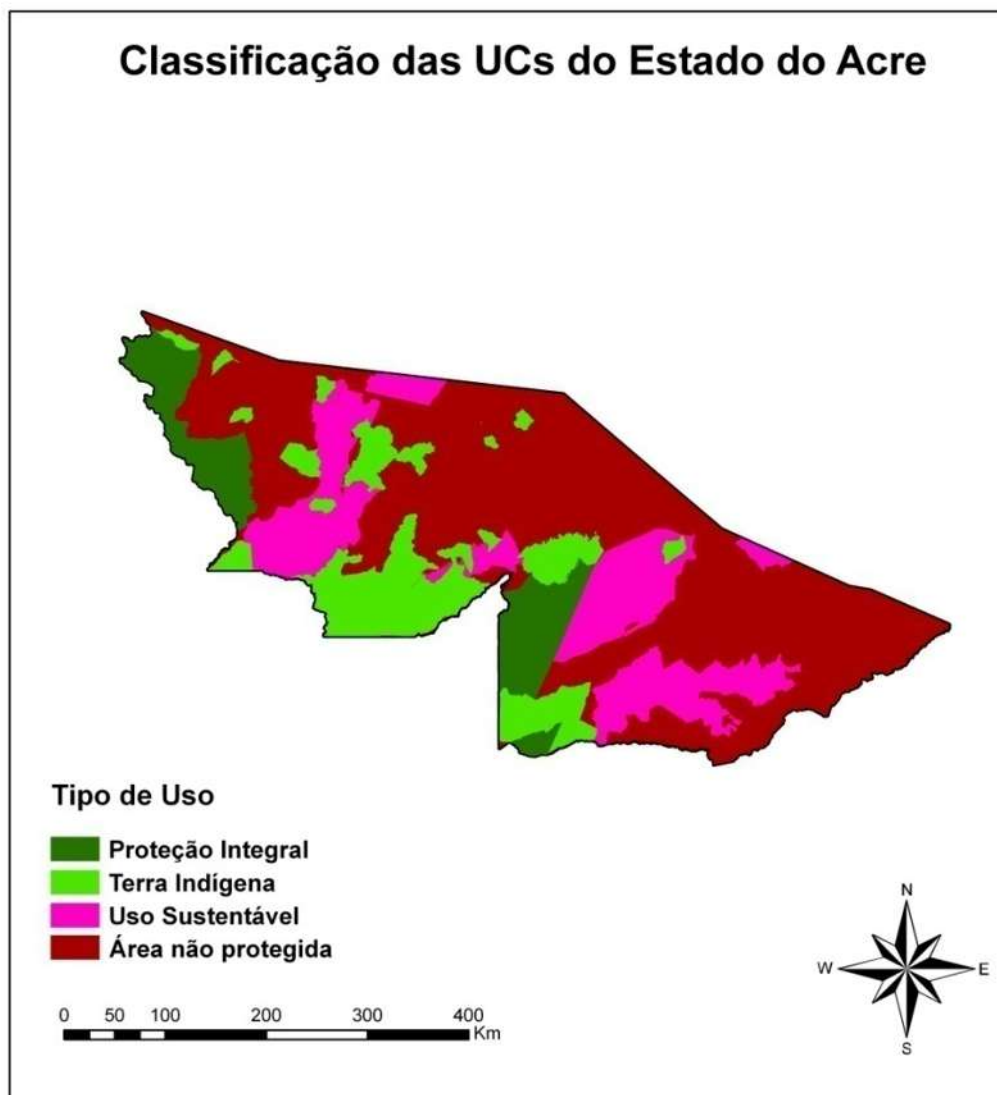 Classificação das UCs do Estado do Acre
Tipo de Uso
Proteção Integral
Terra Indígena
Uso Sustentável
Área não protegida
0 50 100 200 300 400
Km
N
W E
S